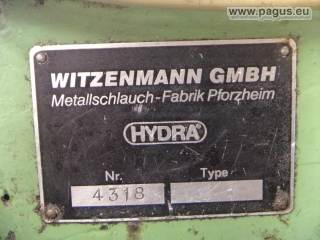 www.pagus.eu
WITZENMANN GMBH
Metallschlauch-Fabrik Pforzheim
HYDRA®
Nr. Type
4318